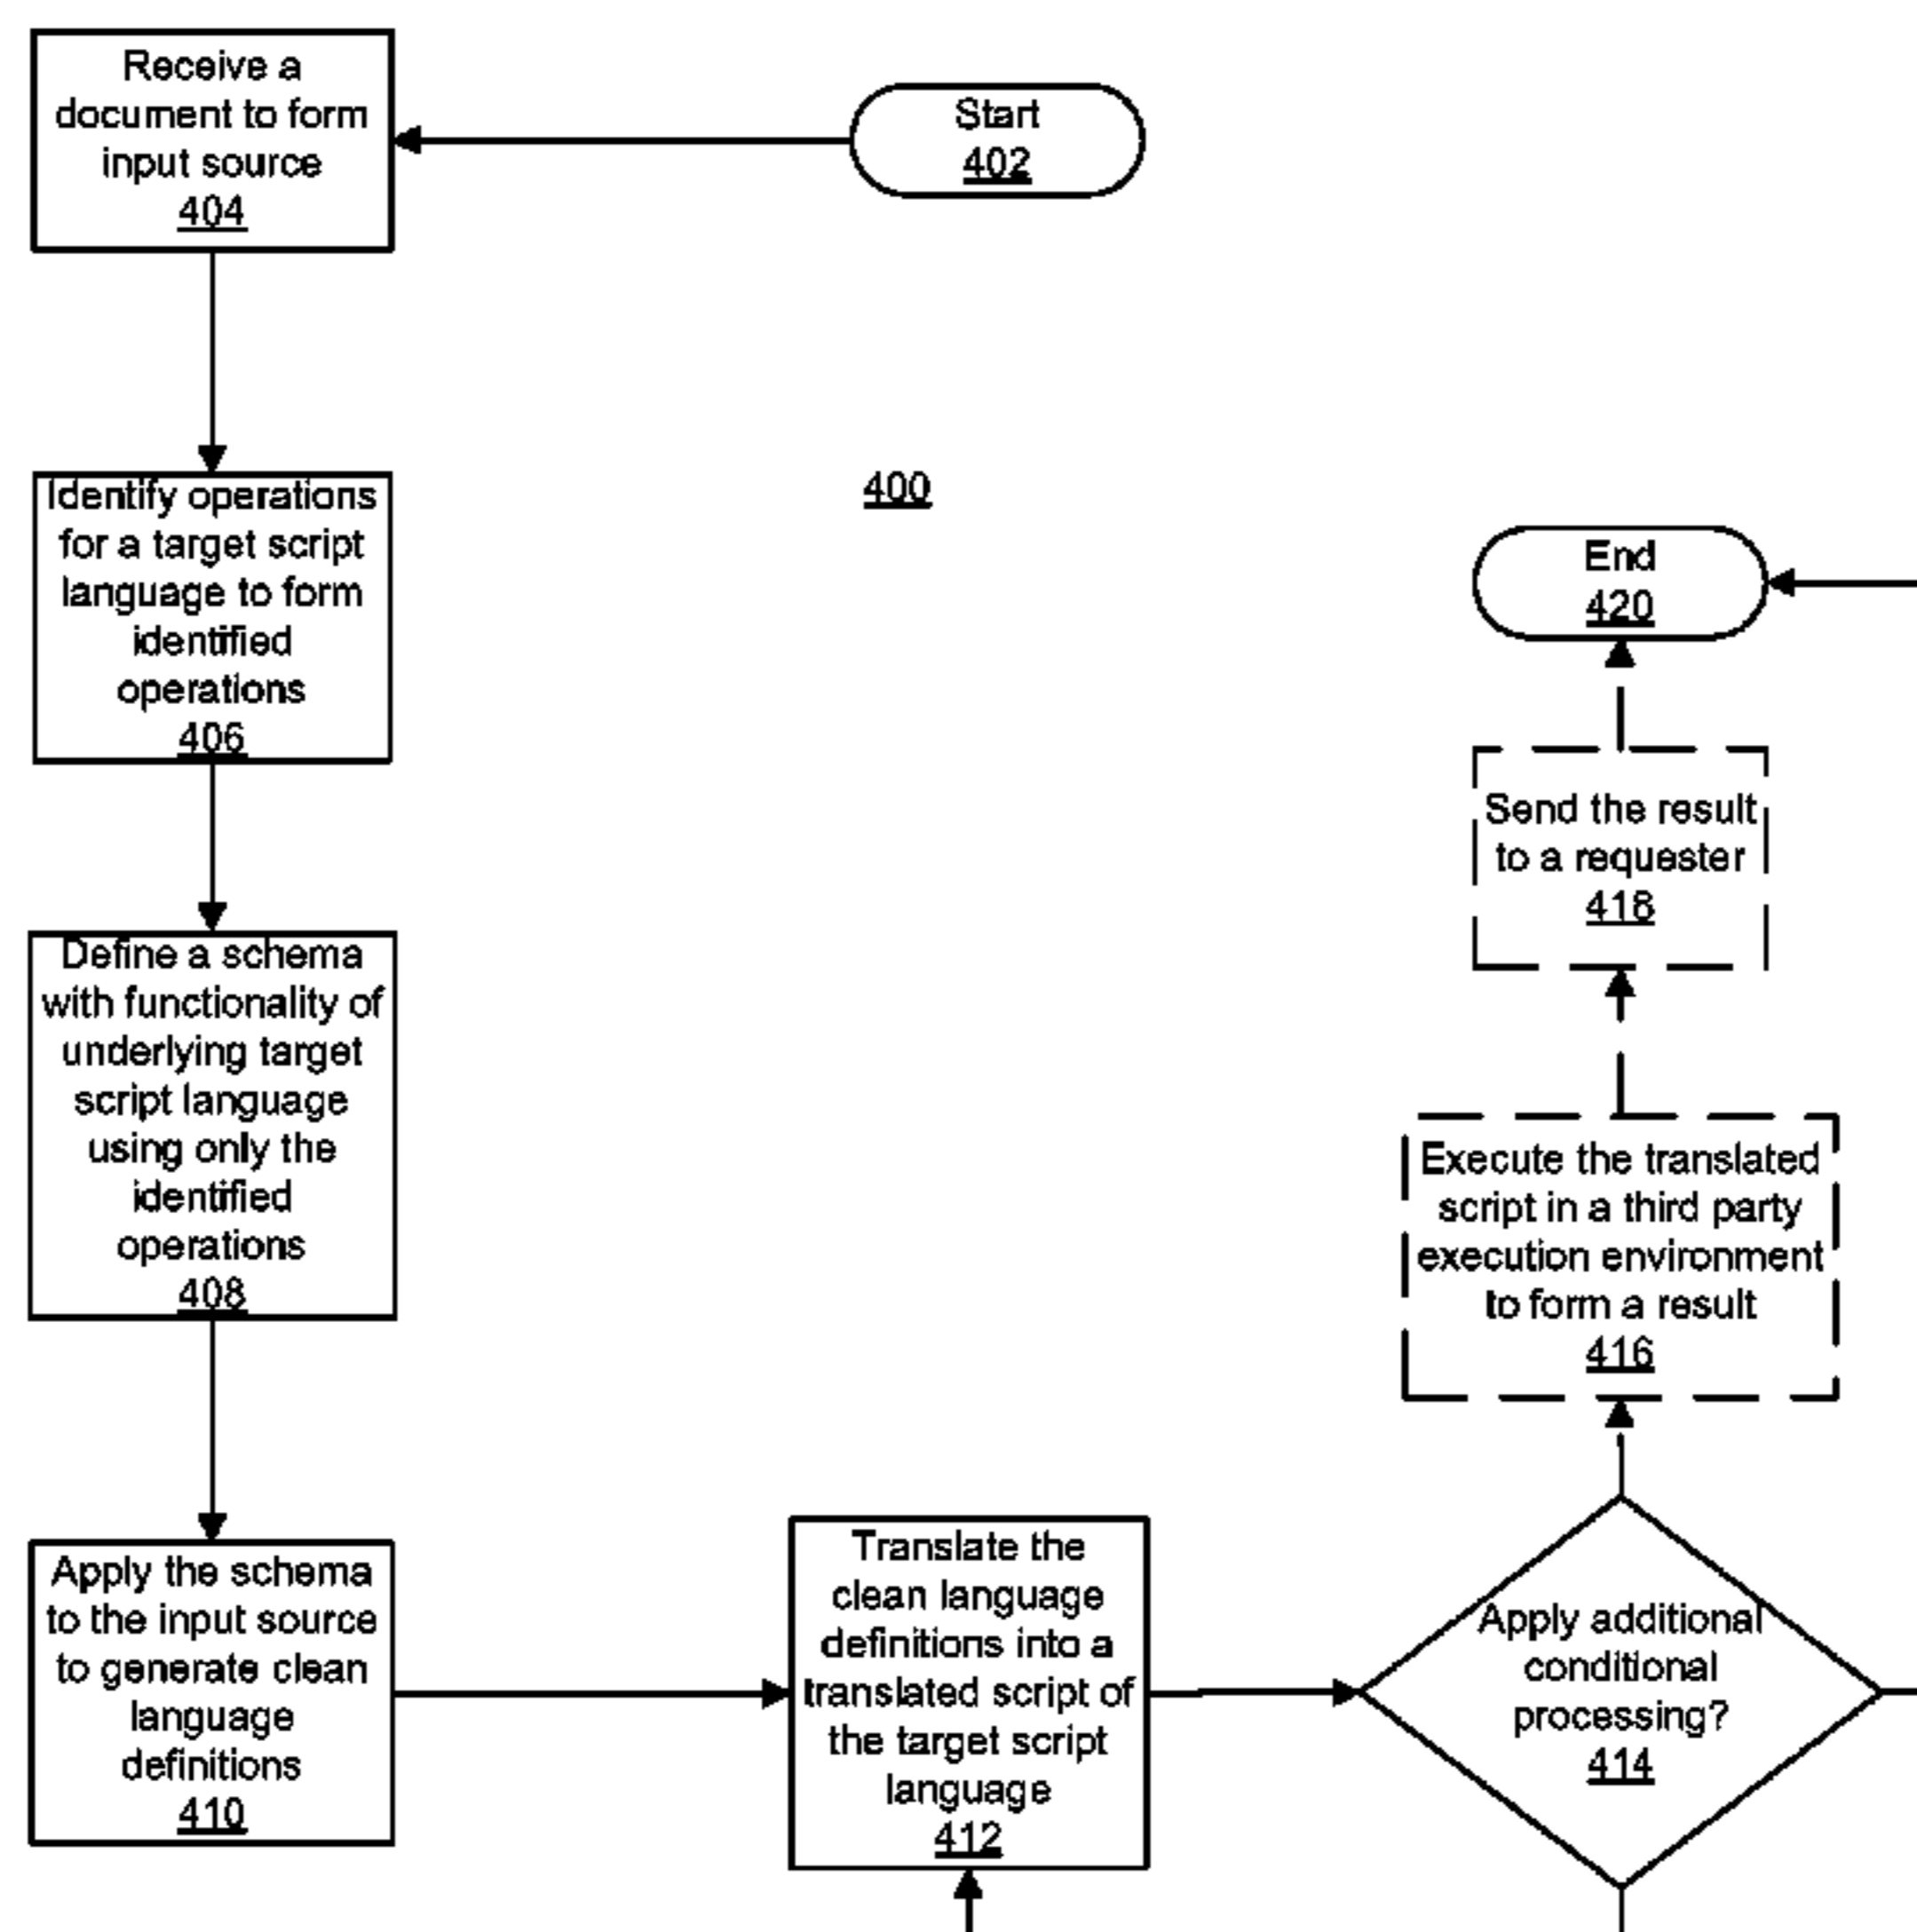 Receive a
document to form
input source
404
Start
402
Identify operations
for a target script
language to form
identified
operations
406
400
End
420
Send the result
to a requester
418
Define a schema
with functionality of
underlying target
script language
using only the
identified
operations
408
Execute the translated
script in a third party
execution environment
to form a result
416
Apply the schema
to the input source
to generate clean
language
definitions
410
Translate the
clean language
definitions into a
translated script of
the target script
language
412
Apply additional
conditional
processing?
414